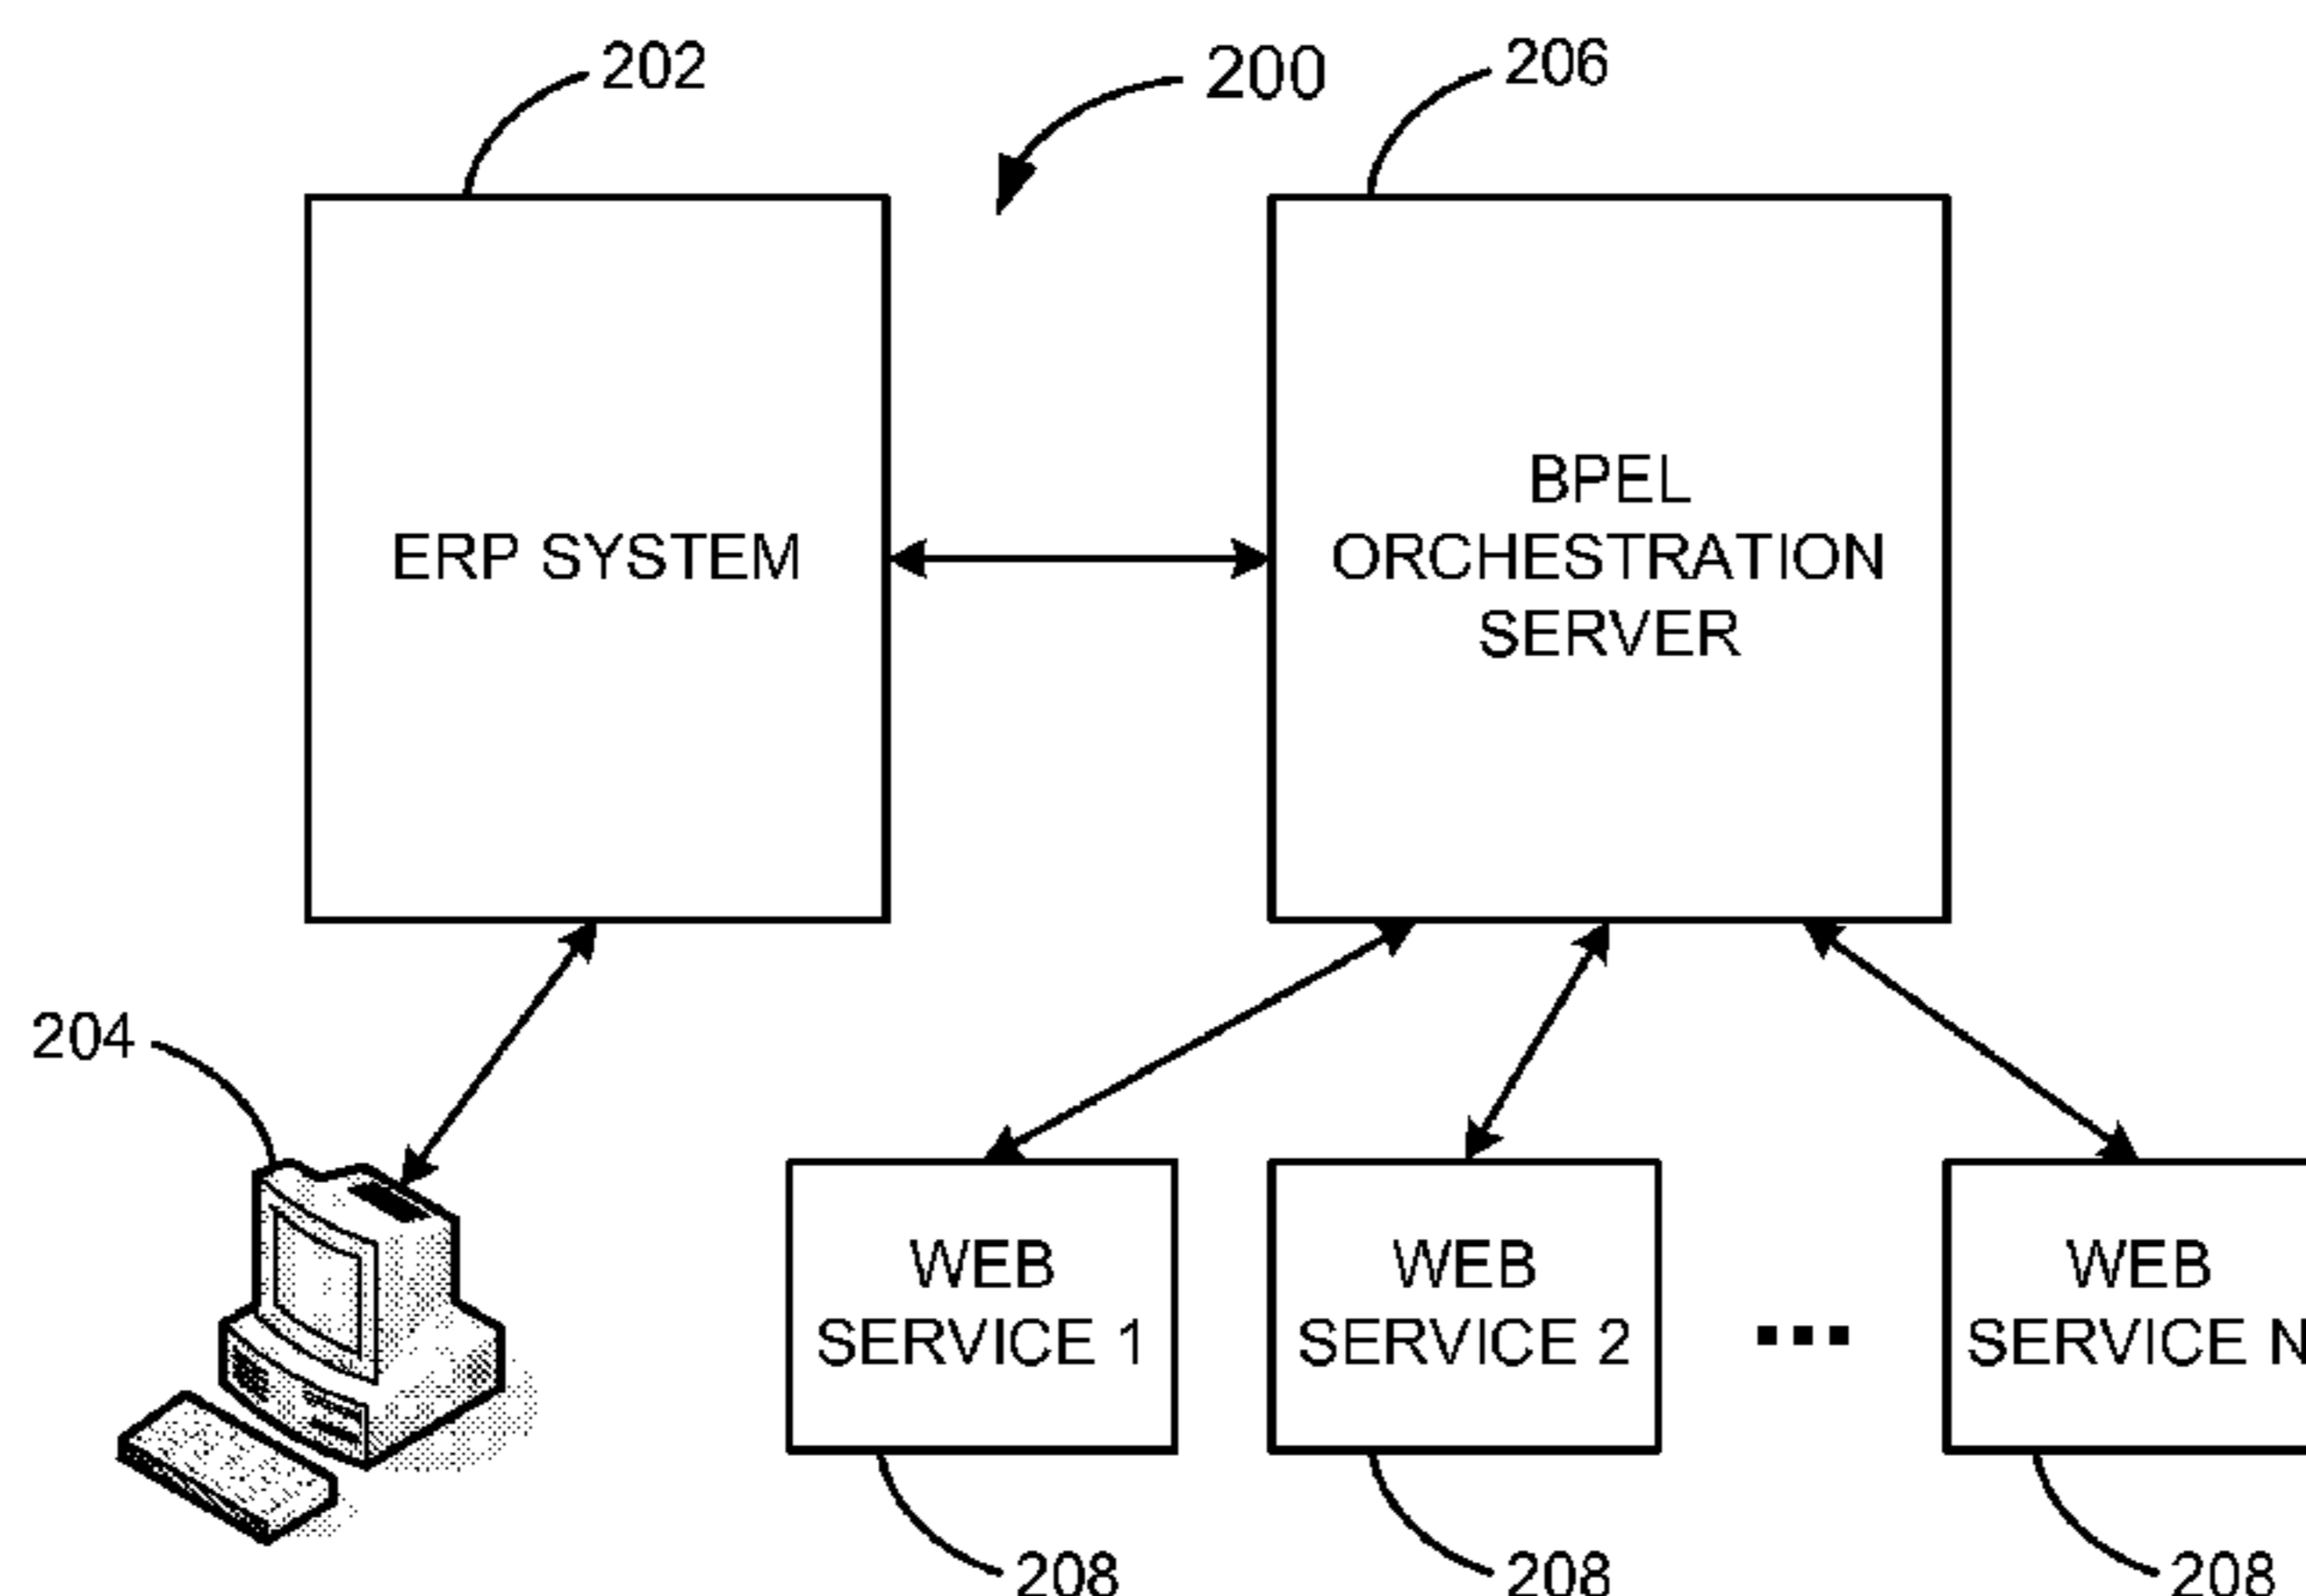 202
200
206
ERP SYSTEM
BPEL
ORCHESTRATION
SERVER
204
WEB
SERVICE 1
WEB
SERVICE 2
WEB
SERVICE N
208
208
208